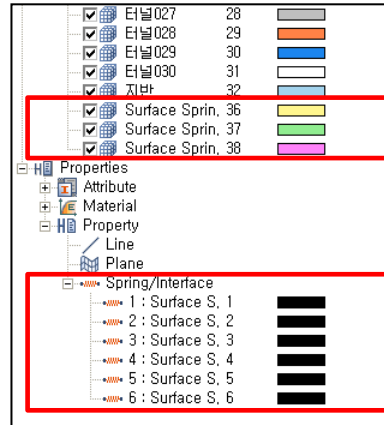 터널027 28
터널028 29
터널029 30
터널030 31
지반 32
Surface Sprin, 36
Surface Sprin, 37
Surface Sprin, 38
Properties
Attribute
Material
Property
Line
Plane
Spring/Interface
1 : Surface S, 1
2 : Surface S, 2
3 : Surface S, 3
4 : Surface S, 4
5 : Surface S, 5
6 : Surface S, 6